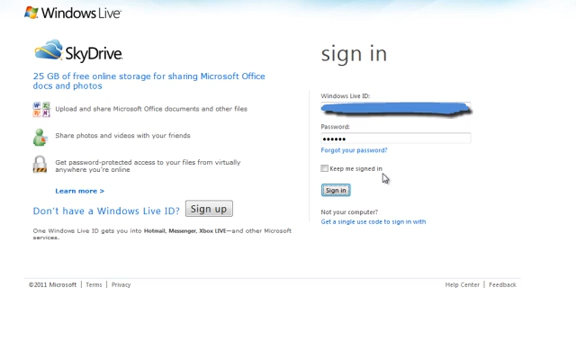 Windows Live™
SkyDrive
25 GB of free online storage for sharing Microsoft Office
docs and photos
Upload and share Microsoft Office documents and other files
Share photos and videos with your friends
Get password-protected access to your files from virtually
anywhere you're online
Learn more >
Don't have a Windows Live ID? Sign up
One Windows Live ID gets you into Hotmail, Messenger, Xbox LIVE—and other Microsoft
services.
sign in
Windows Live ID:
Password:
••••••
Forgot your password?
Keep me signed in
Sign in
Not your computer?
Get a single use code to sign in with
©2011 Microsoft | Terms | Privacy
Help Center | Feedback